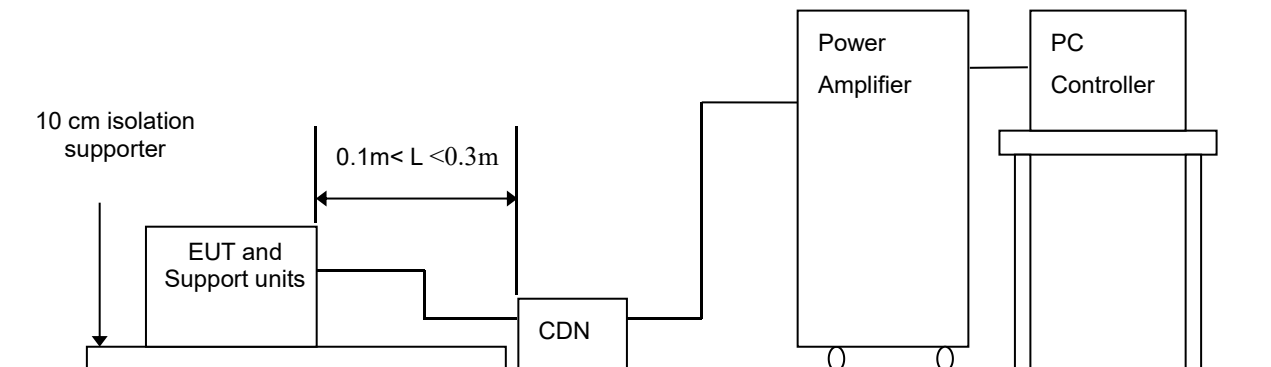 Power
Amplifier
PC
Controller
10 cm isolation
supporter
0.1m< L <0.3m
EUT and
Support units
CDN